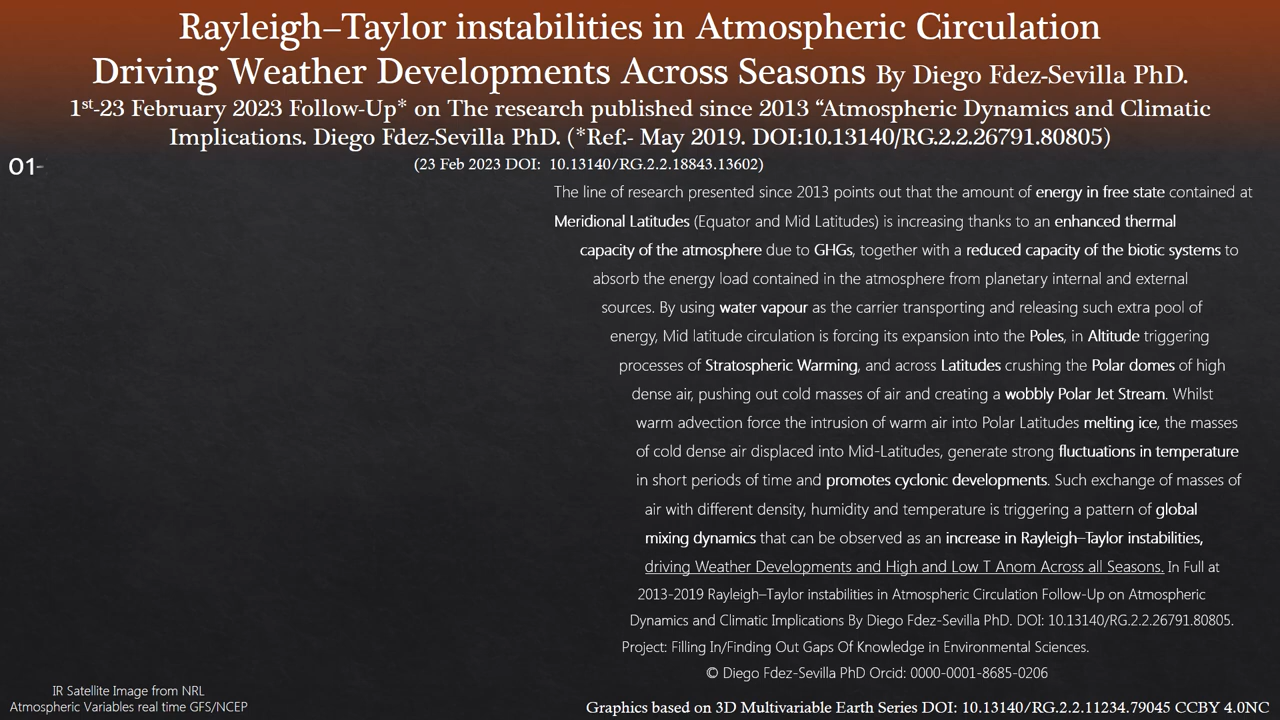 Rayleigh–Taylor instabilities in Atmospheric Circulation
Driving Weather Developments Across Seasons By Diego Fdez-Sevilla PhD.
1st-23 February 2023 Follow-Up* on The research published since 2013 “Atmospheric Dynamics and Climatic
Implications. Diego Fdez-Sevilla PhD. (*Ref.- May 2019. DOI:10.13140/RG.2.2.26791.80805)
(23 Feb 2023 DOI: 10.13140/RG.2.2.18843.13602)
01-
The line of research presented since 2013 points out that the amount of energy in free state contained at
Meridional Latitudes (Equator and Mid Latitudes) is increasing thanks to an enhanced thermal
capacity of the atmosphere due to GHGs, together with a reduced capacity of the biotic systems to
absorb the energy load contained in the atmosphere from planetary internal and external
sources. By using water vapour as the carrier transporting and releasing such extra pool of
energy, Mid latitude circulation is forcing its expansion into the Poles, in Altitude triggering
processes of Stratospheric Warming, and across Latitudes crushing the Polar domes of high
dense air, pushing out cold masses of air and creating a wobbly Polar Jet Stream. Whilst
warm advection force the intrusion of warm air into Polar Latitudes melting ice, the masses
of cold dense air displaced into Mid-Latitudes, generate strong fluctuations in temperature
in short periods of time and promotes cyclonic developments. Such exchange of masses of
air with different density, humidity and temperature is triggering a pattern of global
mixing dynamics that can be observed as an increase in Rayleigh–Taylor instabilities,
driving Weather Developments and High and Low T Anom Across all Seasons. In Full at
2013-2019 Rayleigh–Taylor instabilities in Atmospheric Circulation Follow-Up on Atmospheric
Dynamics and Climatic Implications By Diego Fdez-Sevilla PhD. DOI: 10.13140/RG.2.2.26791.80805.
Project: Filling In/Finding Out Gaps Of Knowledge in Environmental Sciences.
© Diego Fdez-Sevilla PhD Orcid: 0000-0001-8685-0206
IR Satellite Image from NRL
Atmospheric Variables real time GFS/NCEP
Graphics based on 3D Multivariable Earth Series DOI: 10.13140/RG.2.2.11234.79045 CCBY 4.0NC